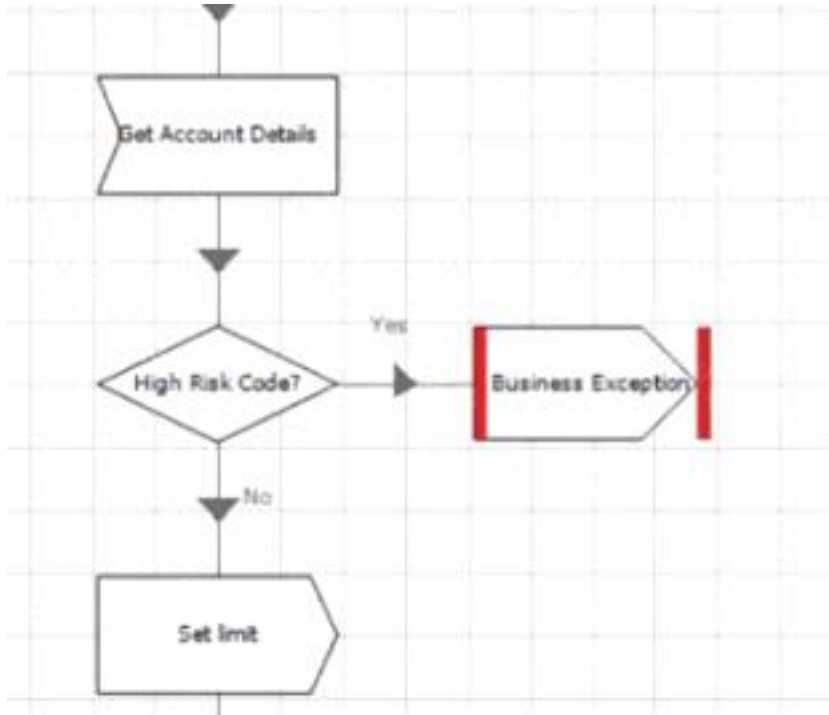 Get Account Details
Yes
High Risk Code?
Business Exception
No
Set limit